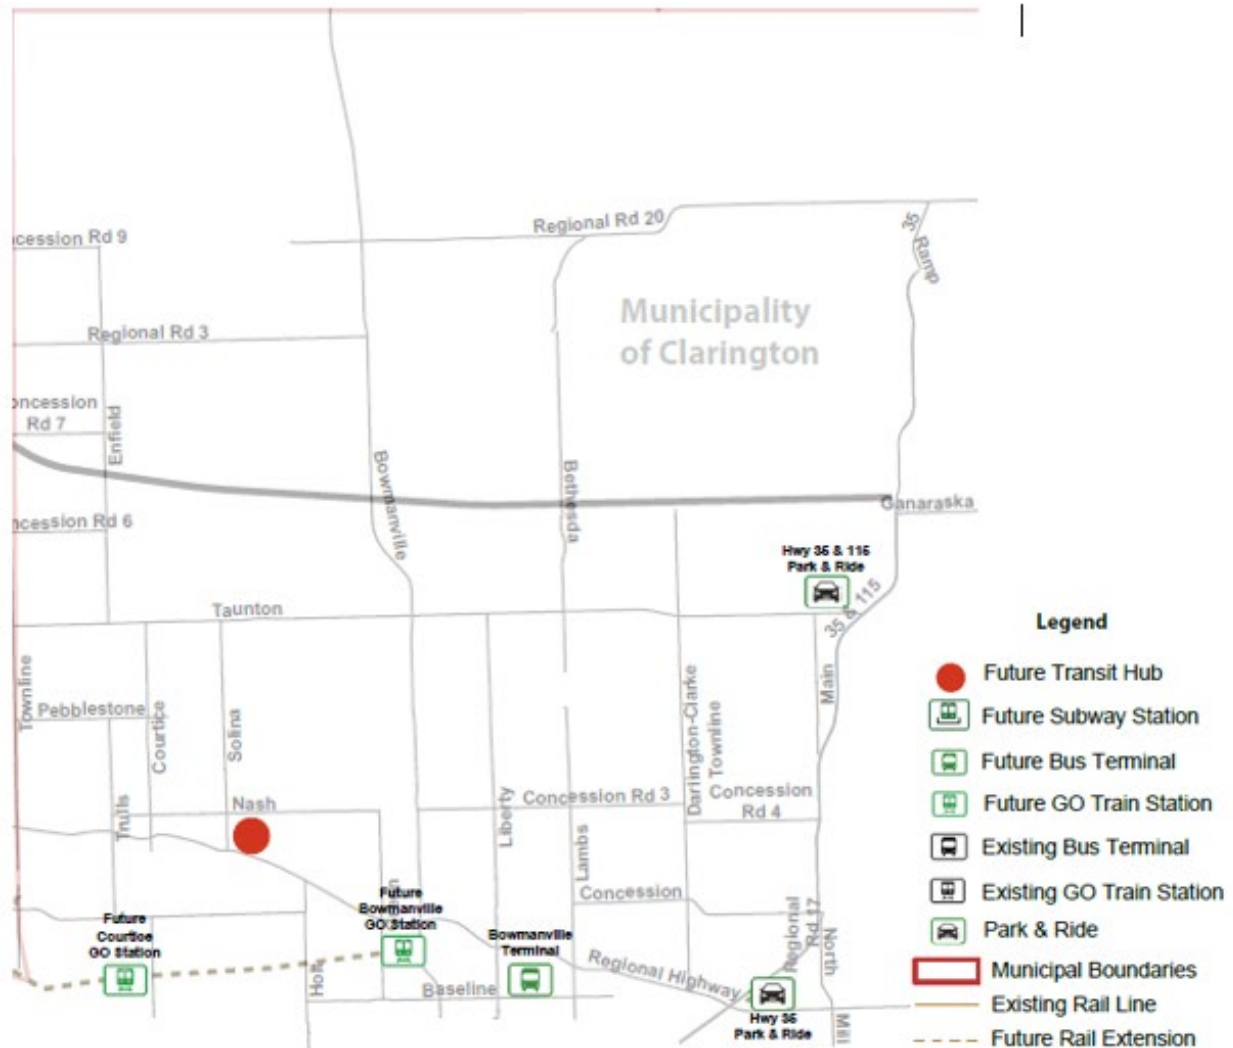 Regional Rd 20
35
Ramp
cession Rd 9
Municipality
of Clarington
Regional Rd 3
oncession
Rd 7
Enfield
Bowmanville
Bethesda
Ganaraska
ncession Rd 6
Hwy 35 & 115
Park & Ride
35 & 115
Taunton
Legend
Townline
Pebblestone
Courtice
Solina
Darlington-Clarke
Townline
Main
Future Transit Hub
Future Subway Station
Future Bus Terminal
Future GO Train Station
Existing Bus Terminal
Existing GO Train Station
Park & Ride
Municipal Boundaries
Existing Rail Line
Future Rail Extension
Trulls
Nash
Liberty
Concession Rd 3
Concession
Rd 4
Lambs
Concession
Future
Bowmanville
GO Station
Future
Courtice
GO Station
Bowmanville
Terminal
Regional
Rd 17
North
Holt
Baseline
Regional Highway
Hwy 35
Park & Ride
Mill